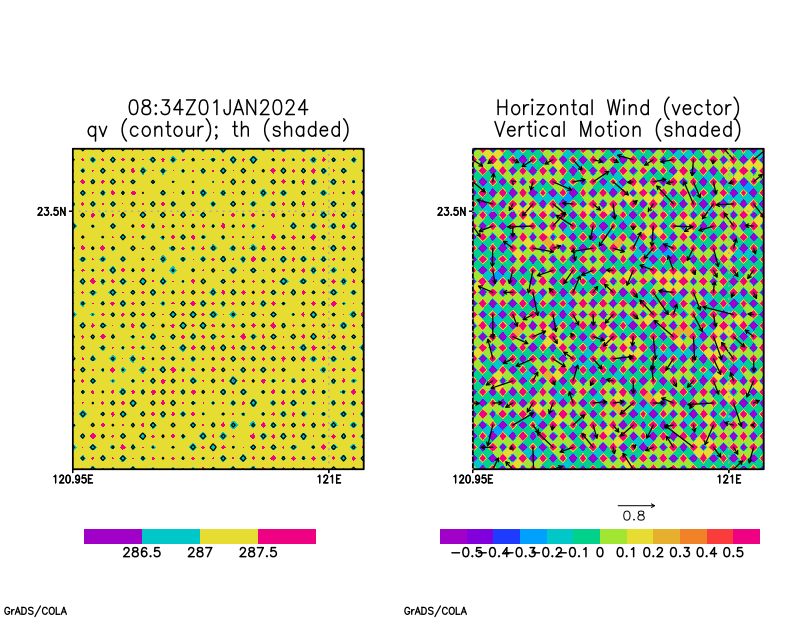 08:34Z01JAN2024
qv (contour); th (shaded)
23.5N
120.95E 121E
286.5 287 287.5
GrADS/COLA
Horizontal Wind (vector)
Vertical Motion (shaded)
23.5N
120.95E 121E
0.8
-0.5 -0.4 -0.3 -0.2 -0.1 0 0.1 0.2 0.3 0.4 0.5
GrADS/COLA